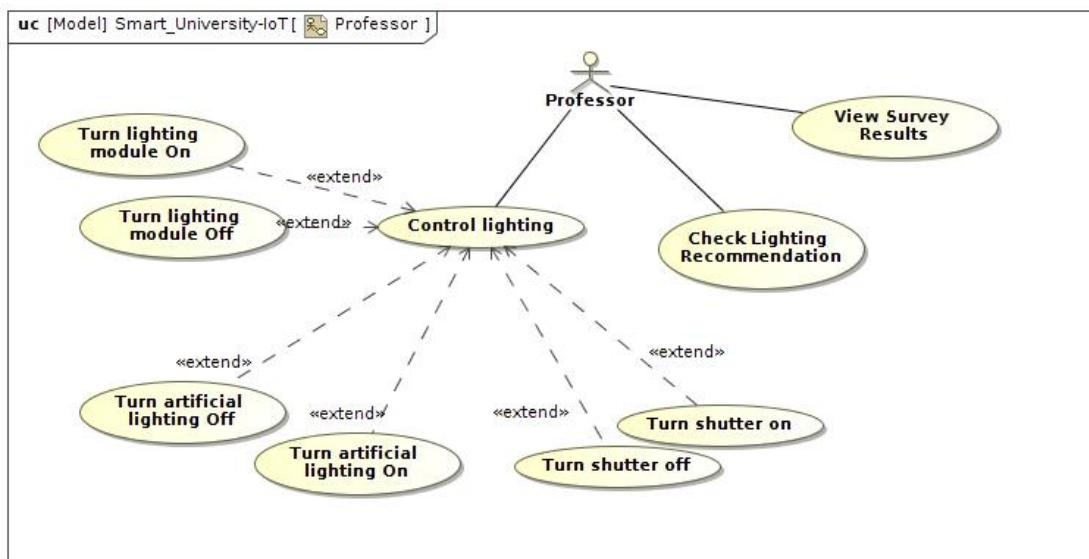 uc [Model] Smart_University-IoT[ Professor ]
Professor
View Survey
Results
Turn lighting
module On
«extend»
Turn lighting
module Off
«extend»
Control lighting
Check Lighting
Recommendation
«extend»
«extend»
«extend»
«extend»
Turn artificial
lighting Off
Turn artificial
lighting On
Turn shutter on
Turn shutter off